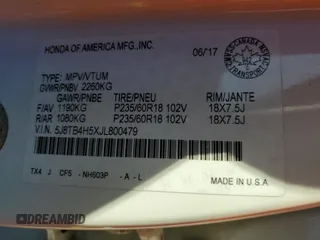 HONDA OF AMERICA MFG., INC. 06/17
TYPE: MPV/VTUM
GVWR/PNBV 2260KG
GAWR/PNBE TIRE/PNEU RIM/JANTE
F/AV 1190KG P235/60R18 102V 18X7.5J
R/AR 1080KG P235/60R18 102V 18X7.5J
V.I.N. 5J8TB4H5XJL800479
TX4 J CF5 - NH603P - A - L
MADE IN U.S.A
DREAMBID